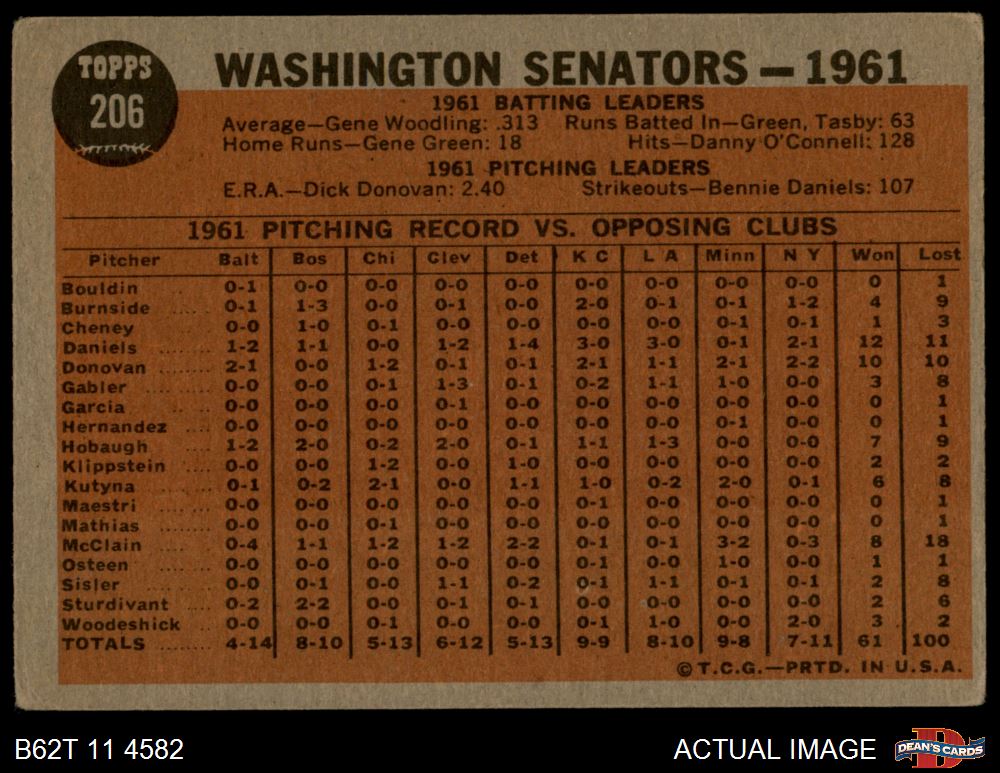 TOPPS
206
WASHINGTON SENATORS — 1961
1961 BATTING LEADERS
Average—Gene Woodling: .313 Runs Batted In—Green, Tasby: 63
Home Runs—Gene Green: 18 Hits—Danny O'Connell: 128
1961 PITCHING LEADERS
E.R.A.—Dick Donovan: 2.40 Strikeouts—Bennie Daniels: 107
1961 PITCHING RECORD VS. OPPOSING CLUBS
Pitcher Balt Bos Chi Clev Det K C L A Minn N Y Won Lost
Bouldin 0-1 0-0 0-0 0-0 0-0 0-0 0-0 0-0 0-0 0 1
Burnside ..... 0-1 1-3 0-0 0-1 0-0 2-0 0-1 0-1 1-2 4 9
Cheney ..... 0-0 1-0 0-1 0-0 0-0 0-0 0-0 0-1 0-1 1 3
Daniels ........ 1-2 1-1 0-0 1-2 1-4 3-0 3-0 0-1 2-1 12 11
Donovan ...... 2-1 0-0 1-2 0-1 0-1 2-1 1-1 2-1 2-2 10 10
Gabler ......... 0-0 0-0 0-1 1-3 0-0 0-2 1-1 1-0 0-0 3 8
Garcia ..... 0-0 0-0 0-0 0-1 0-0 0-0 0-0 0-0 0-0 0 1
Hernandez .... 0-0 0-0 0-0 0-0 0-0 0-0 0-0 0-1 0-0 0 1
Hobaugh ...... 1-2 2-0 0-2 2-0 0-1 1-1 1-3 0-0 0-0 7 9
Klippstein ..... 0-0 0-0 1-2 0-0 1-0 0-0 0-0 0-0 0-0 2 2
Kutyna ........ 0-1 0-2 2-1 0-0 1-1 1-0 0-2 2-0 0-1 6 8
Maestri ....... 0-0 0-0 0-0 0-0 0-0 0-1 0-0 0-0 0-0 0 1
Mathias ........ 0-0 0-0 0-1 0-0 0-0 0-0 0-0 0-0 0-0 0 1
McClain ..... 0-4 1-1 1-2 1-2 2-2 0-1 0-1 3-2 0-3 8 18
Osteen ....... 0-0 0-0 0-0 0-0 0-0 0-1 0-0 1-0 0-0 1 1
Sisler ........ 0-0 0-1 0-0 1-1 0-2 0-1 1-1 0-1 0-1 2 8
Sturdivant .... 0-2 2-2 0-0 0-1 0-1 0-0 0-0 0-0 0-0 2 6
Woodeshick .. 0-0 0-0 0-1 0-0 0-0 0-1 1-0 0-0 2-0 3 2
TOTALS ........ 4-14 8-10 5-13 6-12 5-13 9-9 8-10 9-8 7-11 61 100
© T.C.G.—PRTD. IN U.S.A.
B62T 11 4582
ACTUAL IMAGE
DEAN'S CARDS